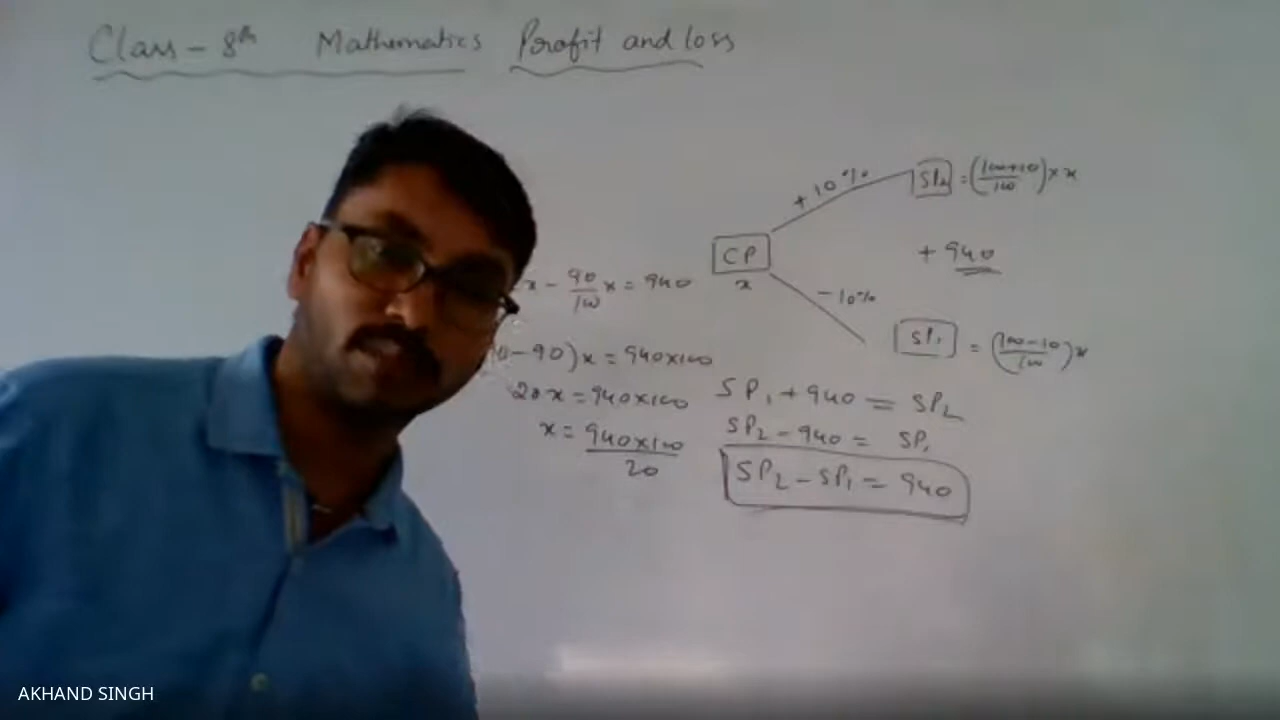 Class - 8th Mathematics Profit and loss
+ 10% SP2 = (100+10/100) × x
CP
x
+ 940
- 10%
SP1 = (100-10/100) x
x - 90/100 x = 940
0 - 90) x = 940×100
20x = 940×100
x = 940×100/20
SP1 + 940 = SP2
SP2 - 940 = SP1
SP2 - SP1 = 940
AKHAND SINGH